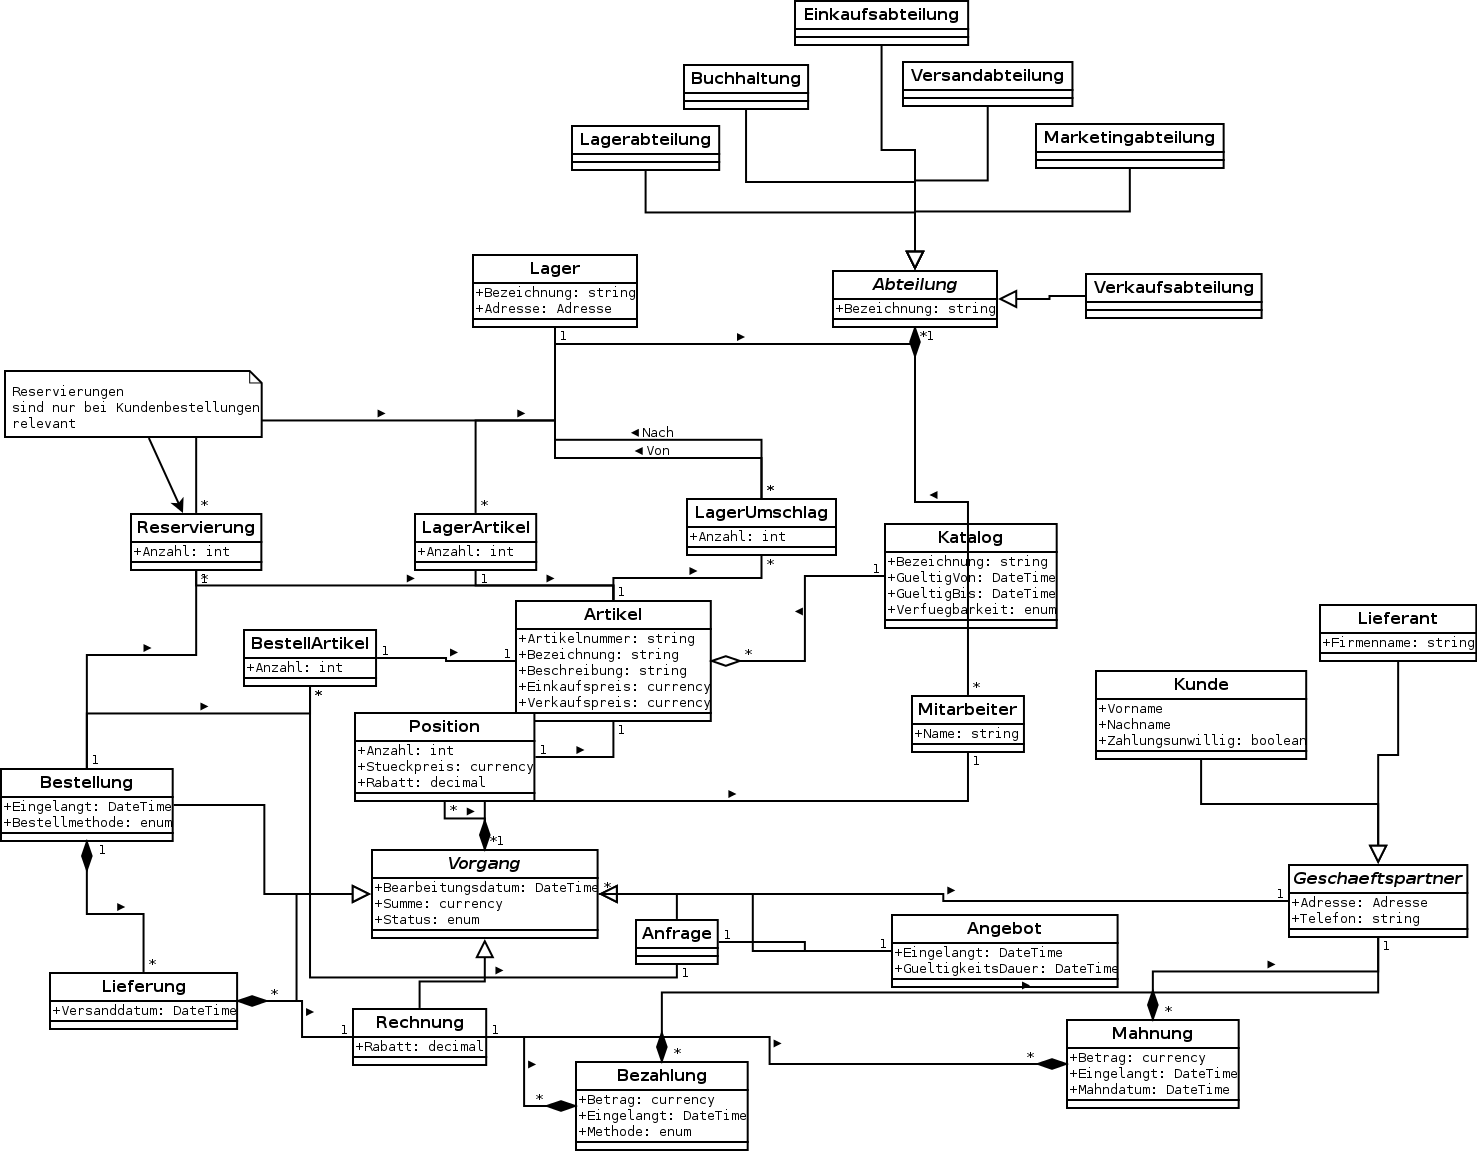 Einkaufsabteilung
Buchhaltung
Versandabteilung
Lagerabteilung
Marketingabteilung
Lager
+Bezeichnung: string
+Adresse: Adresse
Abteilung
+Bezeichnung: string
Verkaufsabteilung
1
*1
Reservierungen
sind nur bei Kundenbestellungen
relevant
Nach
Von
*
*
*
Reservierung
+Anzahl: int
LagerArtikel
+Anzahl: int
LagerUmschlag
+Anzahl: int
Katalog
+Bezeichnung: string
+GueltigVon: DateTime
+GueltigBis: DateTime
+Verfuegbarkeit: enum
*
1
1
*
1
1
Artikel
+Artikelnummer: string
+Bezeichnung: string
+Beschreibung: string
+Einkaufspreis: currency
+Verkaufspreis: currency
BestellArtikel
+Anzahl: int
1
1
*
*
1
Lieferant
+Firmenname: string
Kunde
+Vorname
+Nachname
+Zahlungsunwillig: boolean
*
Mitarbeiter
+Name: string
1
Position
+Anzahl: int
+Stueckpreis: currency
+Rabatt: decimal
1
1
Bestellung
+Eingelangt: DateTime
+Bestellmethode: enum
1
*
*1
Vorgang
+Bearbeitungsdatum: DateTime
+Summe: currency
+Status: enum
*
1
Geschaeftspartner
+Adresse: Adresse
+Telefon: string
1
Anfrage
1
1
Angebot
+Eingelangt: DateTime
+GueltigkeitsDauer: DateTime
1
*
Lieferung
+Versanddatum: DateTime
*
1
Rechnung
+Rabatt: decimal
1
*
*
Bezahlung
+Betrag: currency
+Eingelangt: DateTime
+Methode: enum
*
*
Mahnung
+Betrag: currency
+Eingelangt: DateTime
+Mahndatum: DateTime